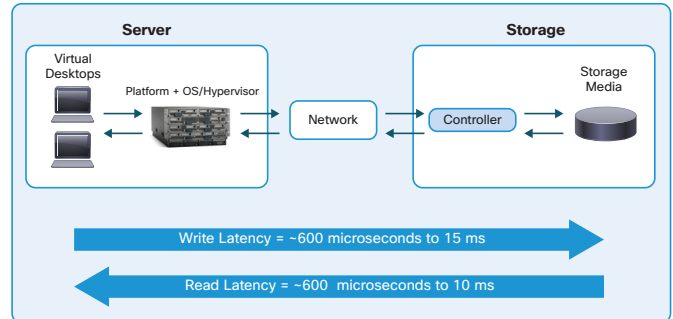 Server
Storage
Virtual
Desktops
Platform + OS/Hypervisor
Network
Controller
Storage
Media
Write Latency = ~600 microseconds to 15 ms
Read Latency = ~600  microseconds to 10 ms